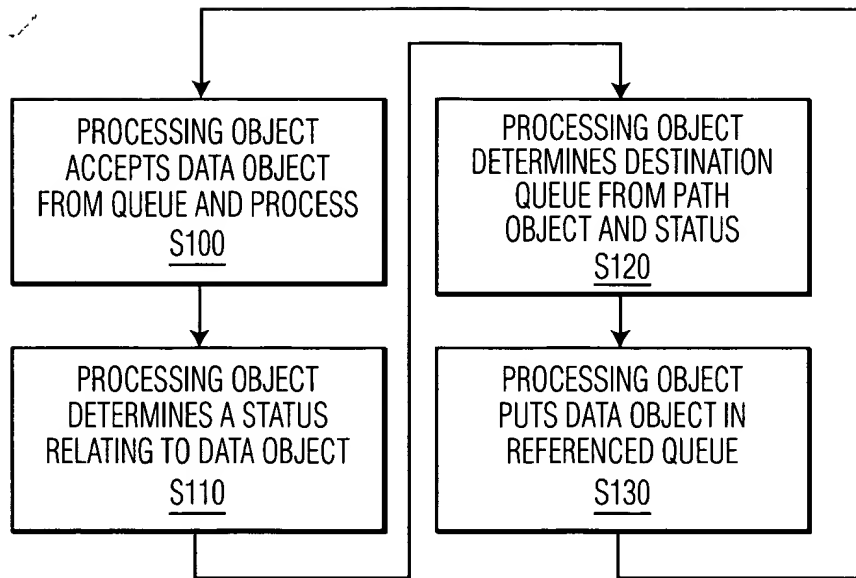 PROCESSING OBJECT
ACCEPTS DATA OBJECT
FROM QUEUE AND PROCESS
S100
PROCESSING OBJECT
DETERMINES A STATUS
RELATING TO DATA OBJECT
S110
PROCESSING OBJECT
DETERMINES DESTINATION
QUEUE FROM PATH
OBJECT AND STATUS
S120
PROCESSING OBJECT
PUTS DATA OBJECT IN
REFERENCED QUEUE
S130